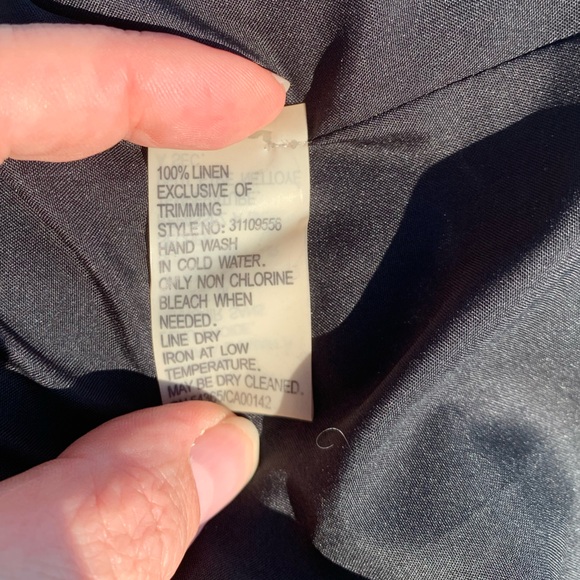 100% LINEN
EXCLUSIVE OF
TRIMMING
STYLE NO: 31109556
HAND WASH
IN COLD WATER.
ONLY NON CHLORINE
BLEACH WHEN
NEEDED.
LINE DRY
IRON AT LOW
TEMPERATURE.
MAY BE DRY CLEANED.
/CA00142